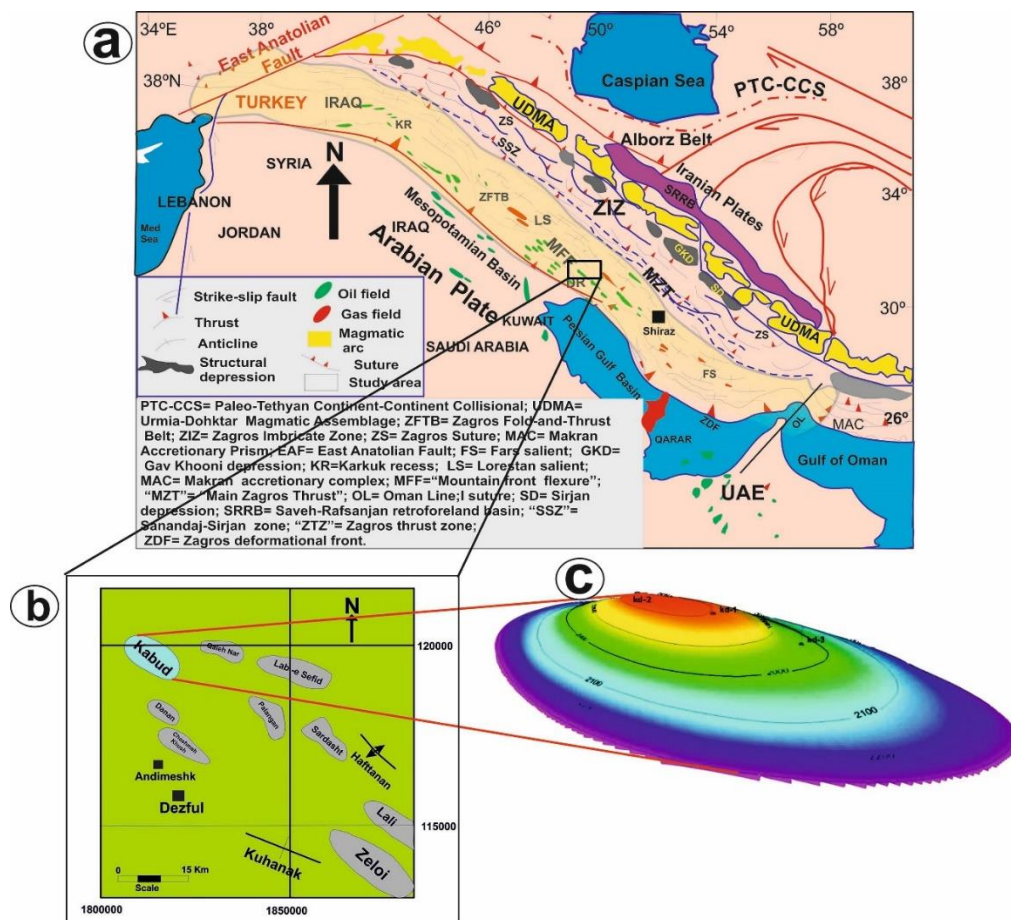 a
34°E
38°
46°
50°
54°
58°
East Anatolian
Fault
38°N
38°
Caspian Sea
PTC-CCS
TURKEY
IRAQ
ZS
UDMA
KR
SSZ
Alborz Belt
SYRIA
N
Iranian Plates
SRRB
34°
LEBANON
ZFTB
ZIZ
Med
Sea
Mesopotamian Basin
IRAQ
LS
JORDAN
Arabian Plate
MFF
GKD
SD
DR
MZT
30°
Strike-slip fault
Oil field
Thrust
Gas field
Anticline
Magmatic
arc
Structural
depression
Suture
Study area
KUWAIT
Shiraz
ZS
UDMA
SAUDI ARABIA
Persian Gulf Basin
FS
26°
ZDF
OL
MAC
QARAR
Gulf of Oman
UAE
PTC-CCS= Paleo-Tethyan Continent-Continent Collisional; UDMA=
Urmia-Dohktar Magmatic Assemblage; ZFTB= Zagros Fold-and-Thrust
Belt; ZIZ= Zagros Imbricate Zone; ZS= Zagros Suture; MAC= Makran
Accretionary Prism; EAF= East Anatolian Fault; FS= Fars salient; GKD=
Gav Khooni depression; KR=Karkuk recess; LS= Lorestan salient;
MAC= Makran accretionary complex; MFF="Mountain front flexure";
"MZT"= "Main Zagros Thrust"; OL= Oman Line;I suture; SD= Sirjan
depression; SRRB= Saveh-Rafsanjan retroforeland basin; "SSZ"=
Sanandaj-Sirjan zone; "ZTZ"= Zagros thrust zone;
ZDF= Zagros deformational front.
b
N
Kabud
Qaleh Nar
Lab-e Sefid
120000
Danan
Cheshmeh
Khush
Palangan
Sardasht
Hafttanan
Andimeshk
Dezful
Lali
115000
Kuhanak
Zeloi
0 15 Km
Scale
1800000
1850000
c
kd-2
kd-1
kd-3
2100
2100